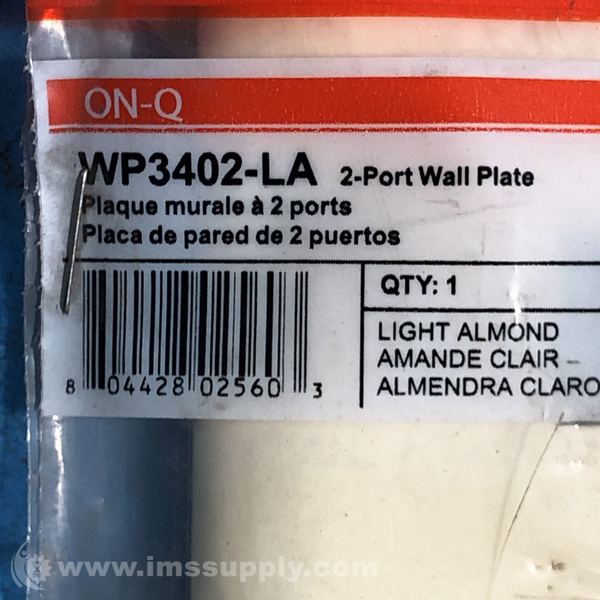 ON-Q
WP3402-LA 2-Port Wall Plate
Plaque murale à 2 ports
Placa de pared de 2 puertos
QTY: 1
LIGHT ALMOND
AMANDE CLAIR
ALMENDRA CLARO
8 04428 02560 3
www.imssupply.com